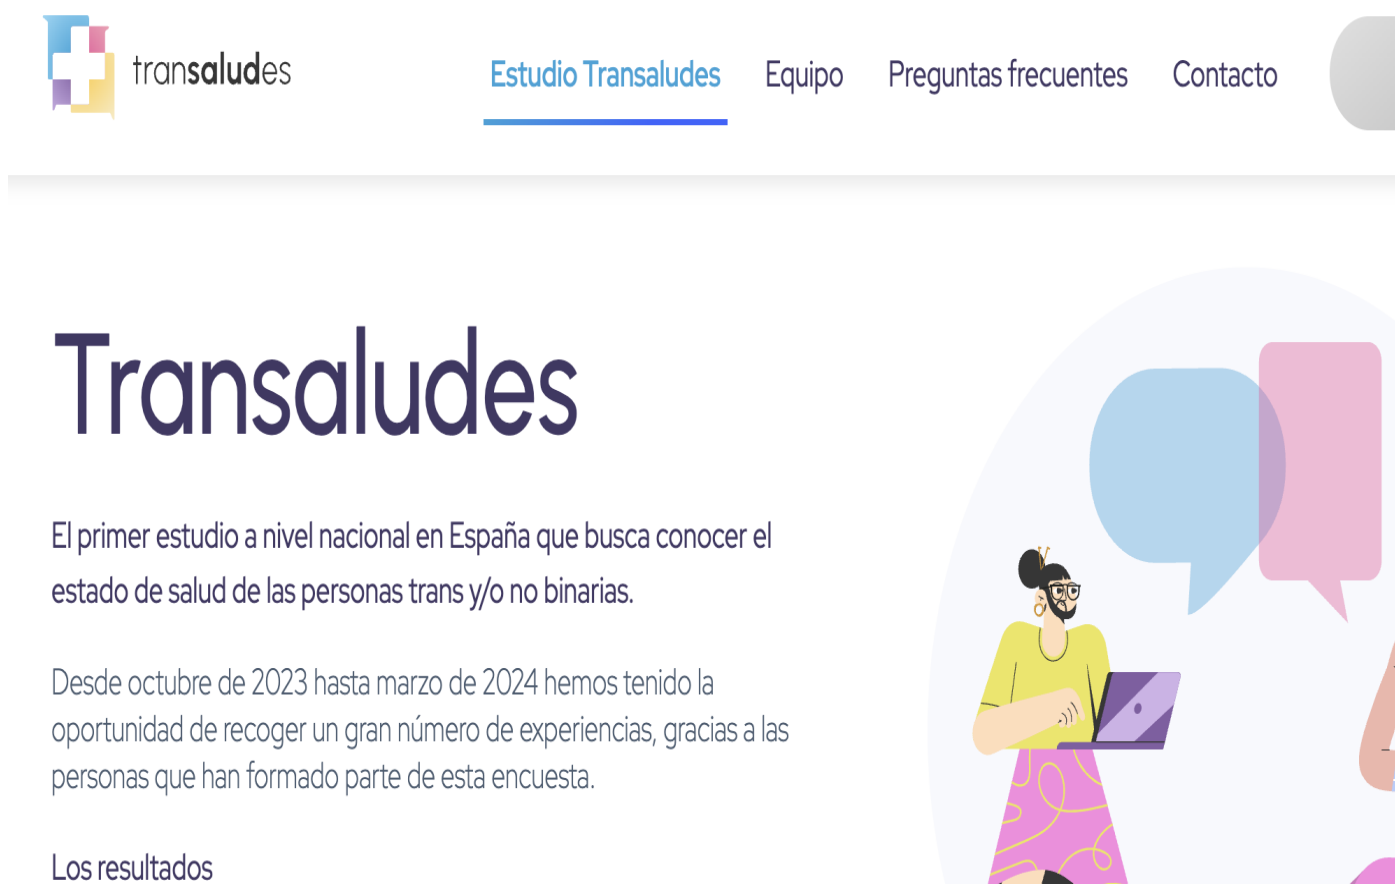 transaludes
Estudio Transaludes
Equipo
Preguntas frecuentes
Contacto
Transaludes
El primer estudio a nivel nacional en España que busca conocer el
estado de salud de las personas trans y/o no binarias.
Desde octubre de 2023 hasta marzo de 2024 hemos tenido la
oportunidad de recoger un gran número de experiencias, gracias a las
personas que han formado parte de esta encuesta.
Los resultados